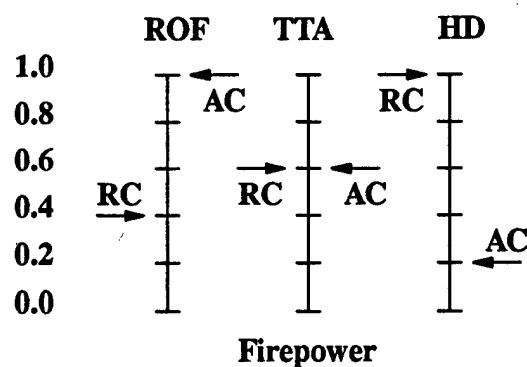 ROF TTA HD
1.0
AC RC
0.8
0.6
RC RC AC
0.4
AC
0.2
0.0
Firepower